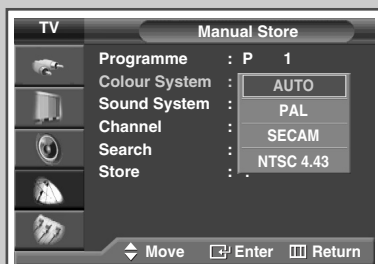 TV
Manual Store
Programme : P 1
Colour System :
Sound System :
Channel :
Search :
Store : ?
AUTO
PAL
SECAM
NTSC 4.43
Move Enter Return